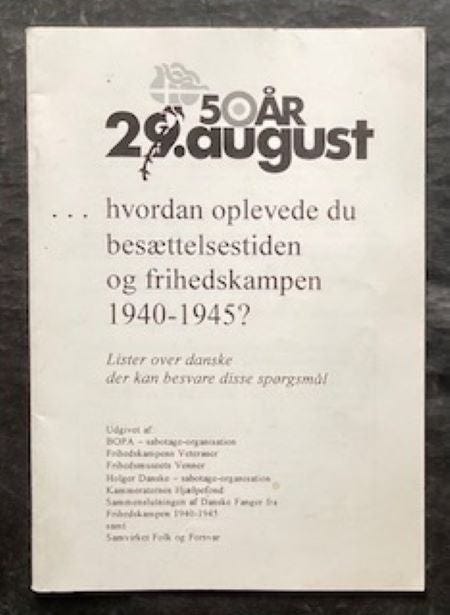 50 ÅR
29. august
... hvordan oplevede du
besættelsestiden
og frihedskampen
1940-1945?
Lister over danske
der kan besvare disse spørgsmål
Udgivet af
BOPA - sabotage-organisation
Frihedskampens Veteraner
Frihedsmuseets Venner
Holger Danske - sabotage-organisation
Kammeraternes Hjælpefond
Sammenslutningen af Danske Fanger fra
Frihedskampen 1940-1945
samt
Samvirket Folk og Forsvar